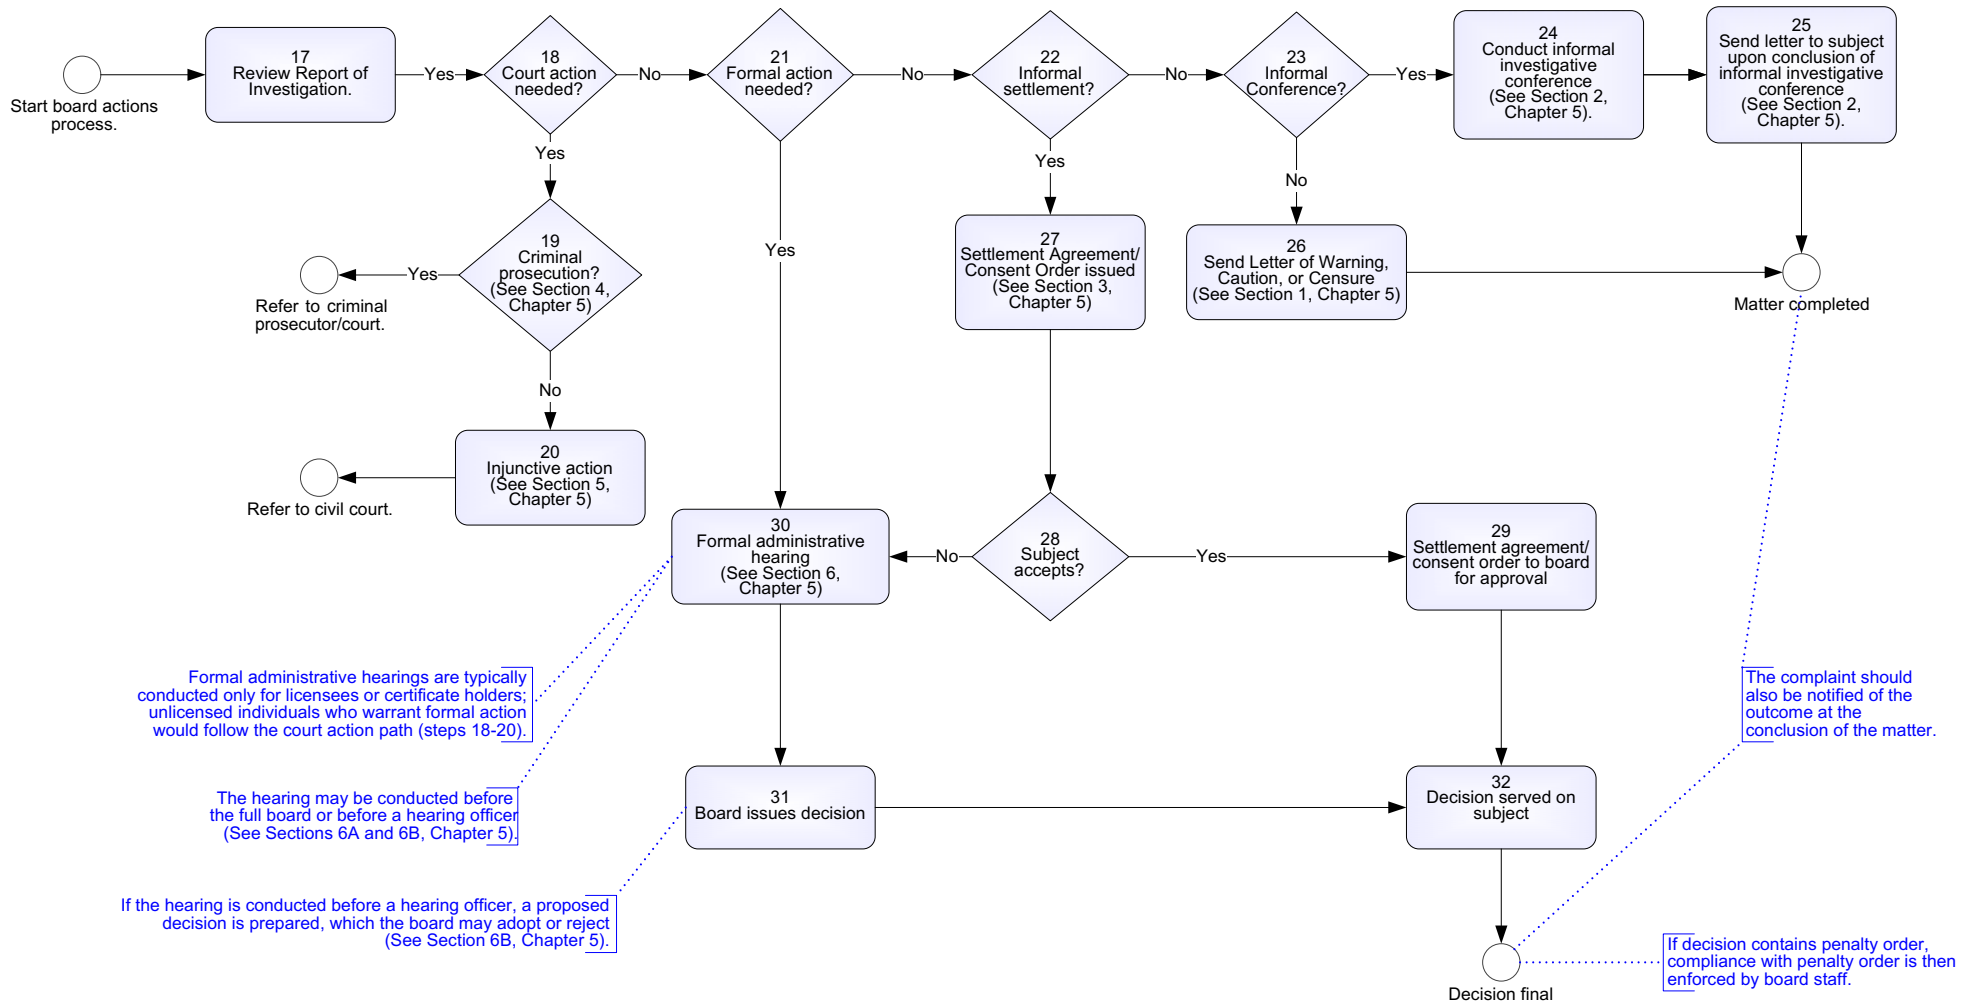 Start board actions
process.
17
Review Report of
Investigation.
Yes
18
Court action
needed?
No
21
Formal action
needed?
No
22
Informal
settlement?
No
23
Informal
Conference?
Yes
24
Conduct informal
investigative
conference
(See Section 2,
Chapter 5).
25
Send letter to subject
upon conclusion of
informal investigative
conference
(See Section 2,
Chapter 5).
Yes
Yes
Yes
No
19
Criminal
prosecution?
(See Section 4,
Chapter 5)
Yes
Refer to criminal
prosecutor/court.
27
Settlement Agreement/
Consent Order issued
(See Section 3,
Chapter 5)
26
Send Letter of Warning,
Caution, or Censure
(See Section 1, Chapter 5)
Matter completed
No
20
Injunctive action
(See Section 5,
Chapter 5)
Refer to civil court.
30
Formal administrative
hearing
(See Section 6,
Chapter 5)
No
28
Subject
accepts?
Yes
29
Settlement agreement/
consent order to board
for approval
Formal administrative hearings are typically
conducted only for licensees or certificate holders;
unlicensed individuals who warrant formal action
would follow the court action path (steps 18-20).
The complaint should
also be notified of the
outcome at the
conclusion of the matter.
The hearing may be conducted before
the full board or before a hearing officer
(See Sections 6A and 6B, Chapter 5).
31
Board issues decision
32
Decision served on
subject
If the hearing is conducted before a hearing officer, a proposed
decision is prepared, which the board may adopt or reject
(See Section 6B, Chapter 5).
If decision contains penalty order,
compliance with penalty order is then
enforced by board staff.
Decision final